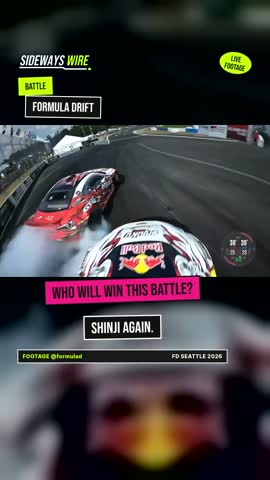 SIDEWAYS WIRE.
LIVE
FOOTAGE
BATTLE
FORMULA DRIFT
Red Bull
WHO WILL WIN THIS BATTLE?
SHINJI AGAIN.
FOOTAGE @formulad
FD SEATTLE 2026